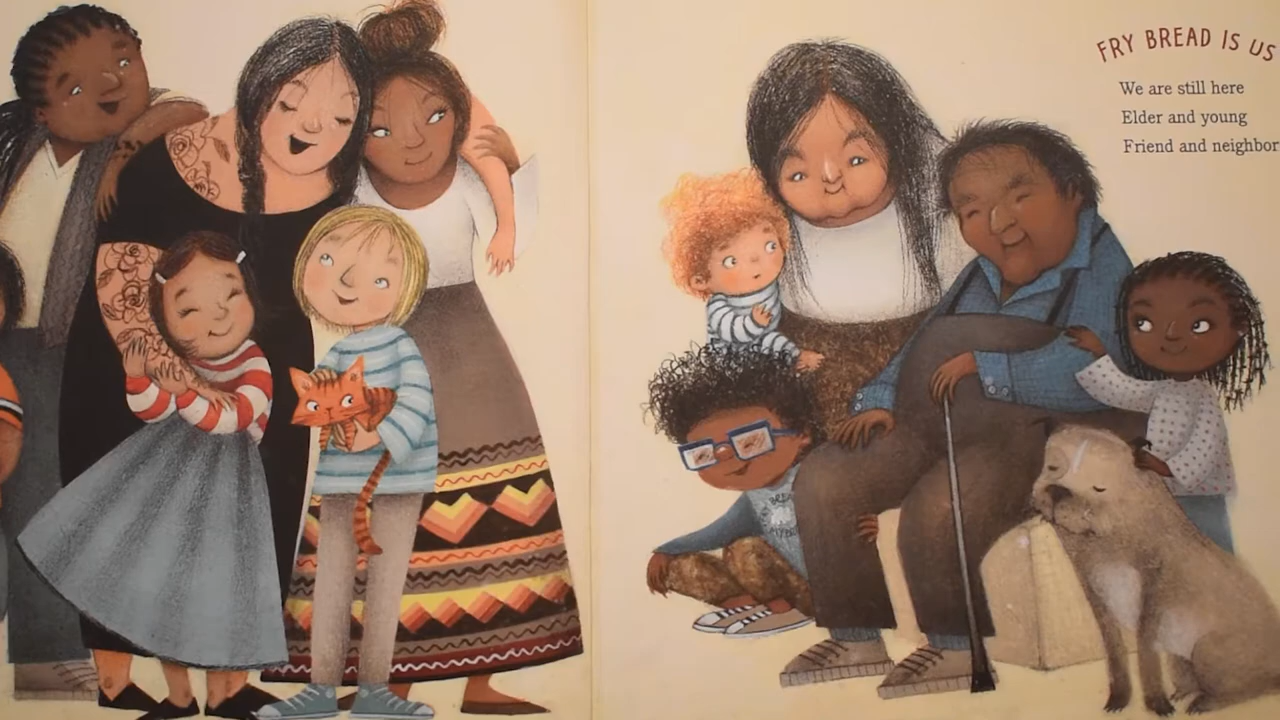 FRY BREAD IS US
We are still here
Elder and young
Friend and neighbor